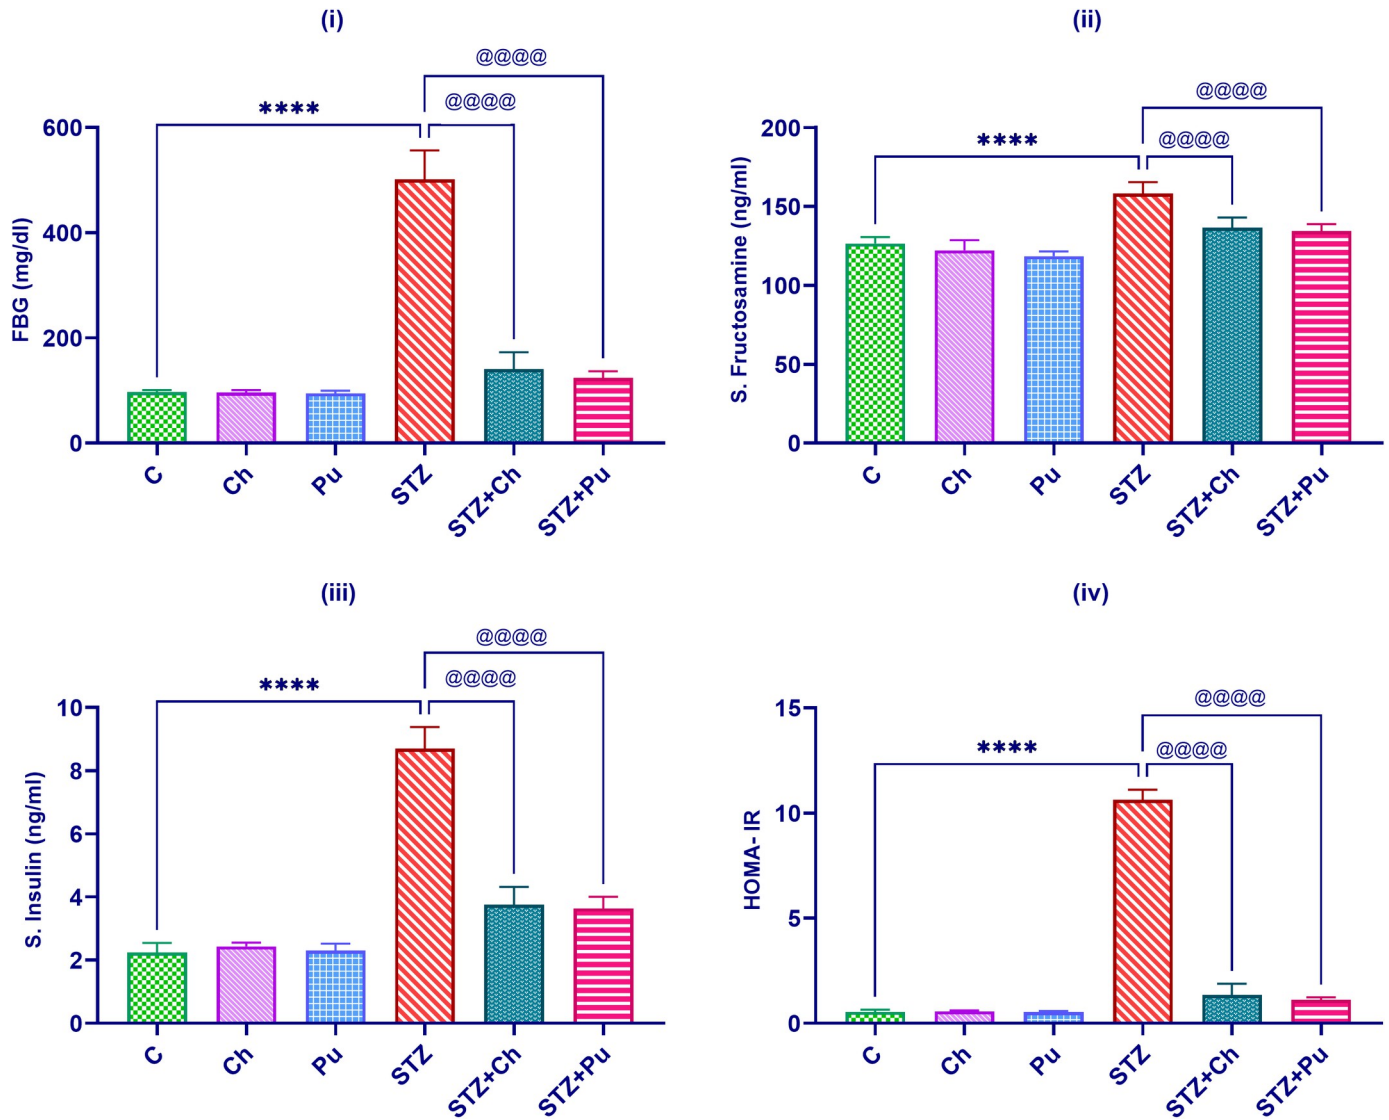 (i)
@@@@
@@@@
****
FBG (mg/dl)
600
400
200
0
C
Ch
Pu
STZ
STZ+Ch
STZ+Pu
(ii)
@@@@
@@@@
****
S. Fructosamine (ng/ml)
200
150
100
50
0
C
Ch
Pu
STZ
STZ+Ch
STZ+Pu
(iii)
@@@@
@@@@
****
S. Insulin (ng/ml)
10
8
6
4
2
0
C
Ch
Pu
STZ
STZ+Ch
STZ+Pu
(iv)
@@@@
@@@@
****
HOMA- IR
15
10
5
0
C
Ch
Pu
STZ
STZ+Ch
STZ+Pu